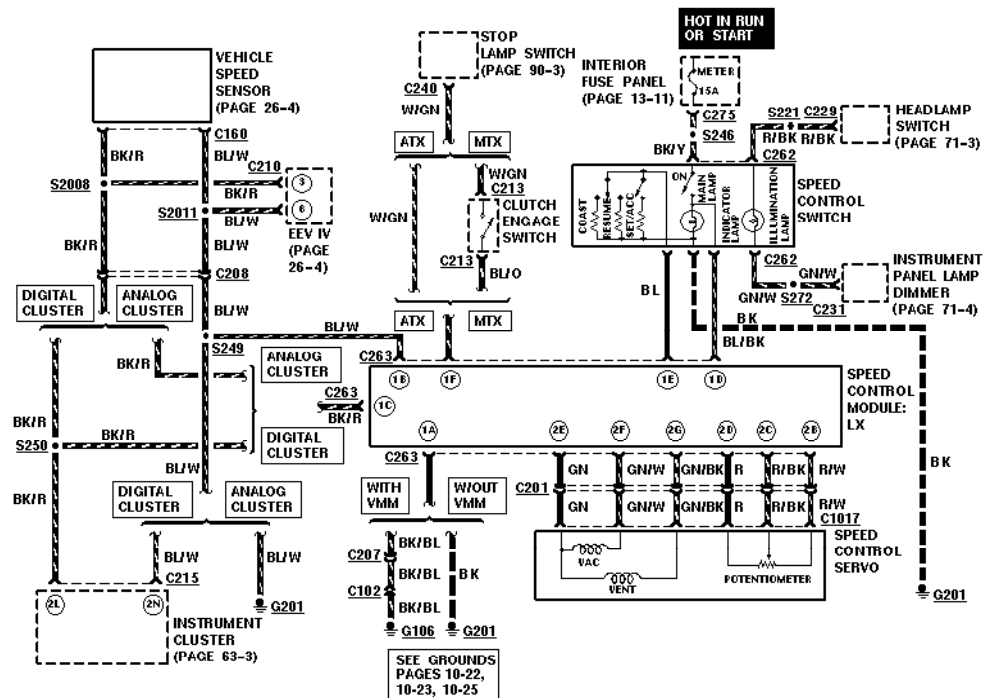 HOT IN RUN
OR START
STOP
LAMP SWITCH
(PAGE 90-3)
VEHICLE
SPEED
SENSOR
(PAGE 26-4)
INTERIOR
FUSE PANEL
(PAGE 13-11)
METER
15A
C240
C275
S246
S221
C229
HEADLAMP
SWITCH
(PAGE 71-3)
W/GN
R/BK
R/BK
C160
BK/R
BL/W
C210
ATX
MTX
BK/Y
C262
S2008
BK/R
3
W/GN
C213
ON
MAIN
LAMP
SPEED
CONTROL
SWITCH
COAST
RESUME
SET/ACC
INDICATOR
LAMP
ILLUMINATION
LAMP
S2011
BL/W
6
W/GN
CLUTCH
ENGAGE
SWITCH
EEV IV
(PAGE
26-4)
BK/R
BL/W
C213
BL/O
C262
GN/W
INSTRUMENT
PANEL LAMP
DIMMER
(PAGE 71-4)
C208
BL
GN/W
S272
C231
DIGITAL
CLUSTER
ANALOG
CLUSTER
BL/W
ATX
MTX
BK
BL/BK
BL/W
S249
C263
BK/R
ANALOG
CLUSTER
1B
1F
1E
1D
SPEED
CONTROL
MODULE:
LX
C263
BK/R
1C
1A
2E
2F
2G
2D
2C
2B
BK/R
BK/R
S250
DIGITAL
CLUSTER
C263
BL/W
GN
GN/W
GN/BK
R
R/BK
R/W
BK
BK/R
DIGITAL
CLUSTER
ANALOG
CLUSTER
WITH
VMM
W/OUT
VMM
C201
GN
GN/W
GN/BK
R
R/BK
R/W
C1017
BL/W
BL/W
BK/BL
C207
SPEED
CONTROL
SERVO
VAC
VENT
POTENTIOMETER
C215
BK/BL
BK
C102
BK/BL
2L
2N
G201
G201
INSTRUMENT
CLUSTER
(PAGE 63-3)
G106
G201
SEE GROUNDS
PAGES 10-22,
10-23, 10-25